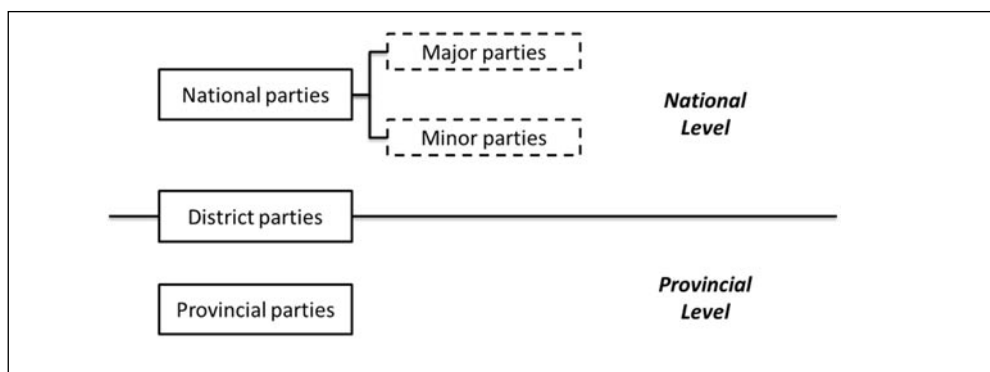 Major parties
National parties
National
Level
Minor parties
District parties
Provincial parties
Provincial
Level